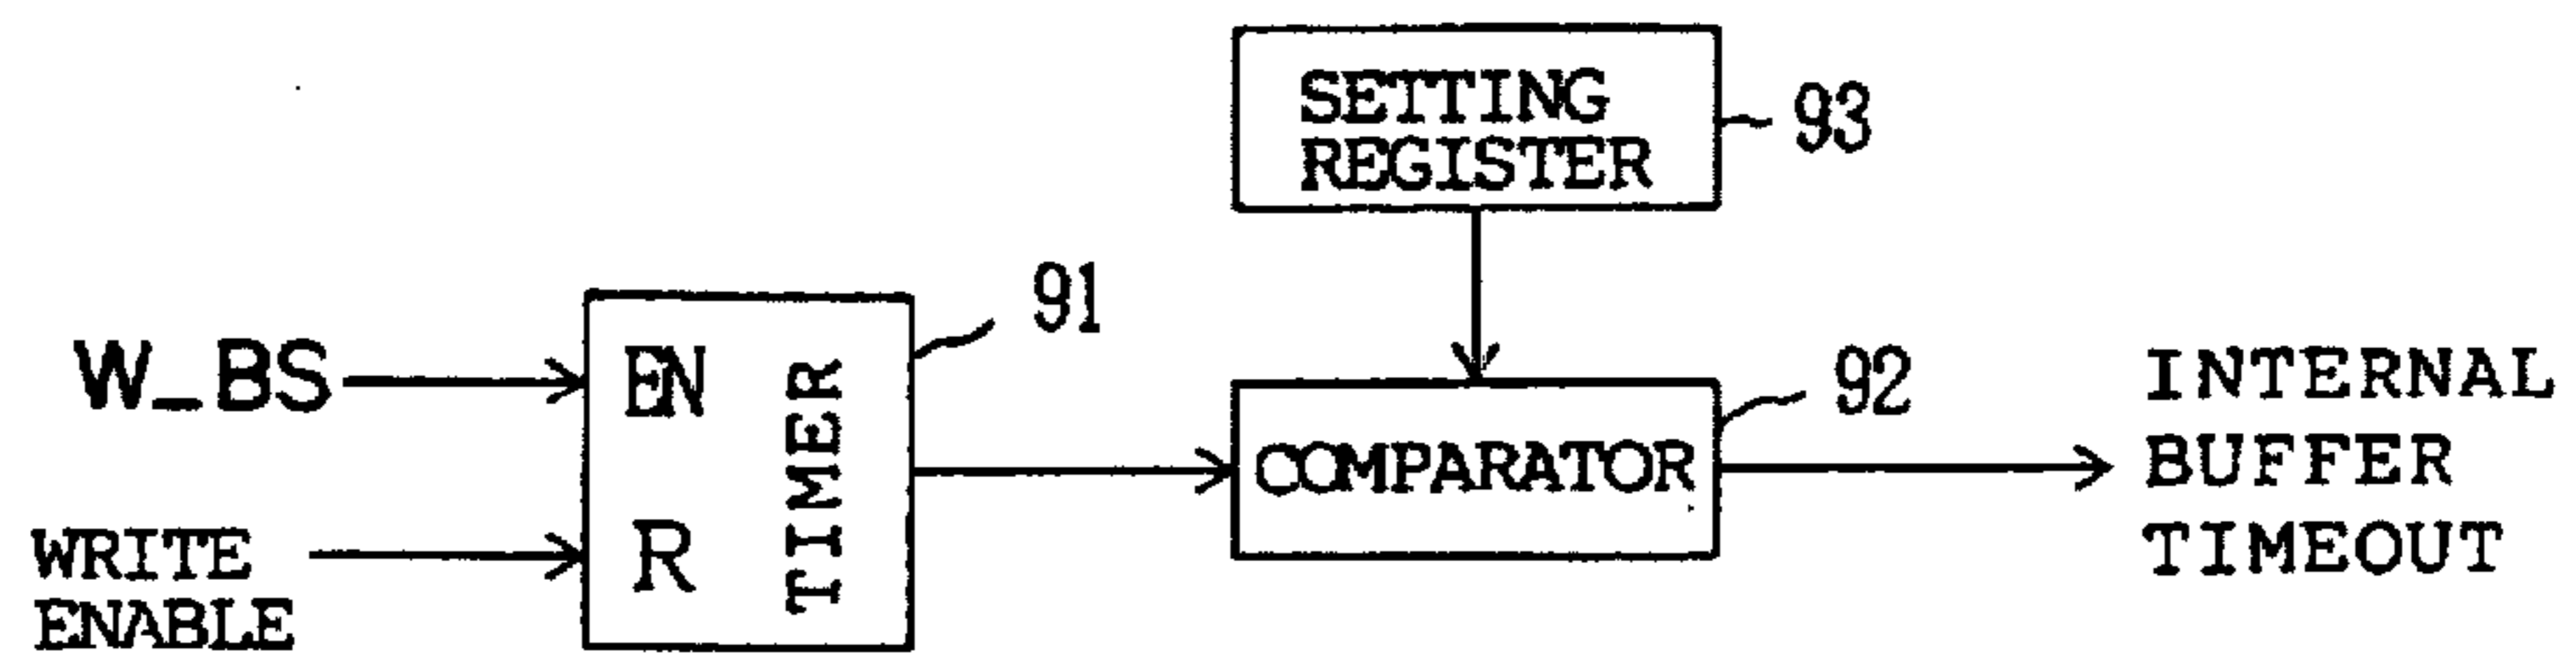 SETTING
REGISTER
93
91
W_BS
EN
TIMER
R
WRITE
ENABLE
COMPARATOR
92
INTERNAL
BUFFER
TIMEOUT